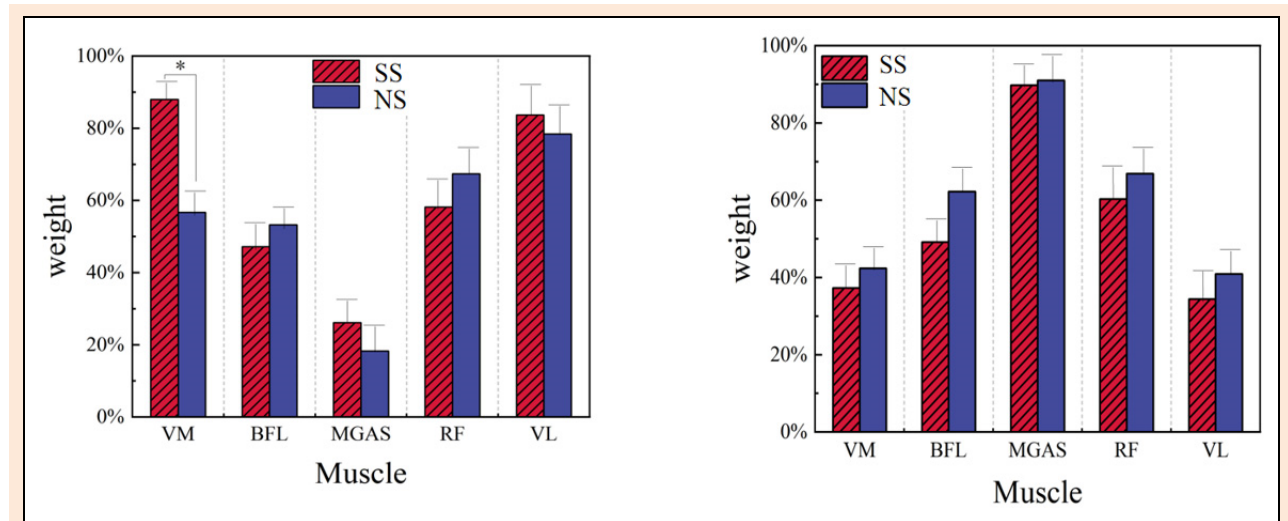 100%
80%
60%
40%
20%
0%
weight
*
SS
NS
VM BFL MGAS RF VL
Muscle
100%
80%
60%
40%
20%
0%
weight
SS
NS
VM BFL MGAS RF VL
Muscle